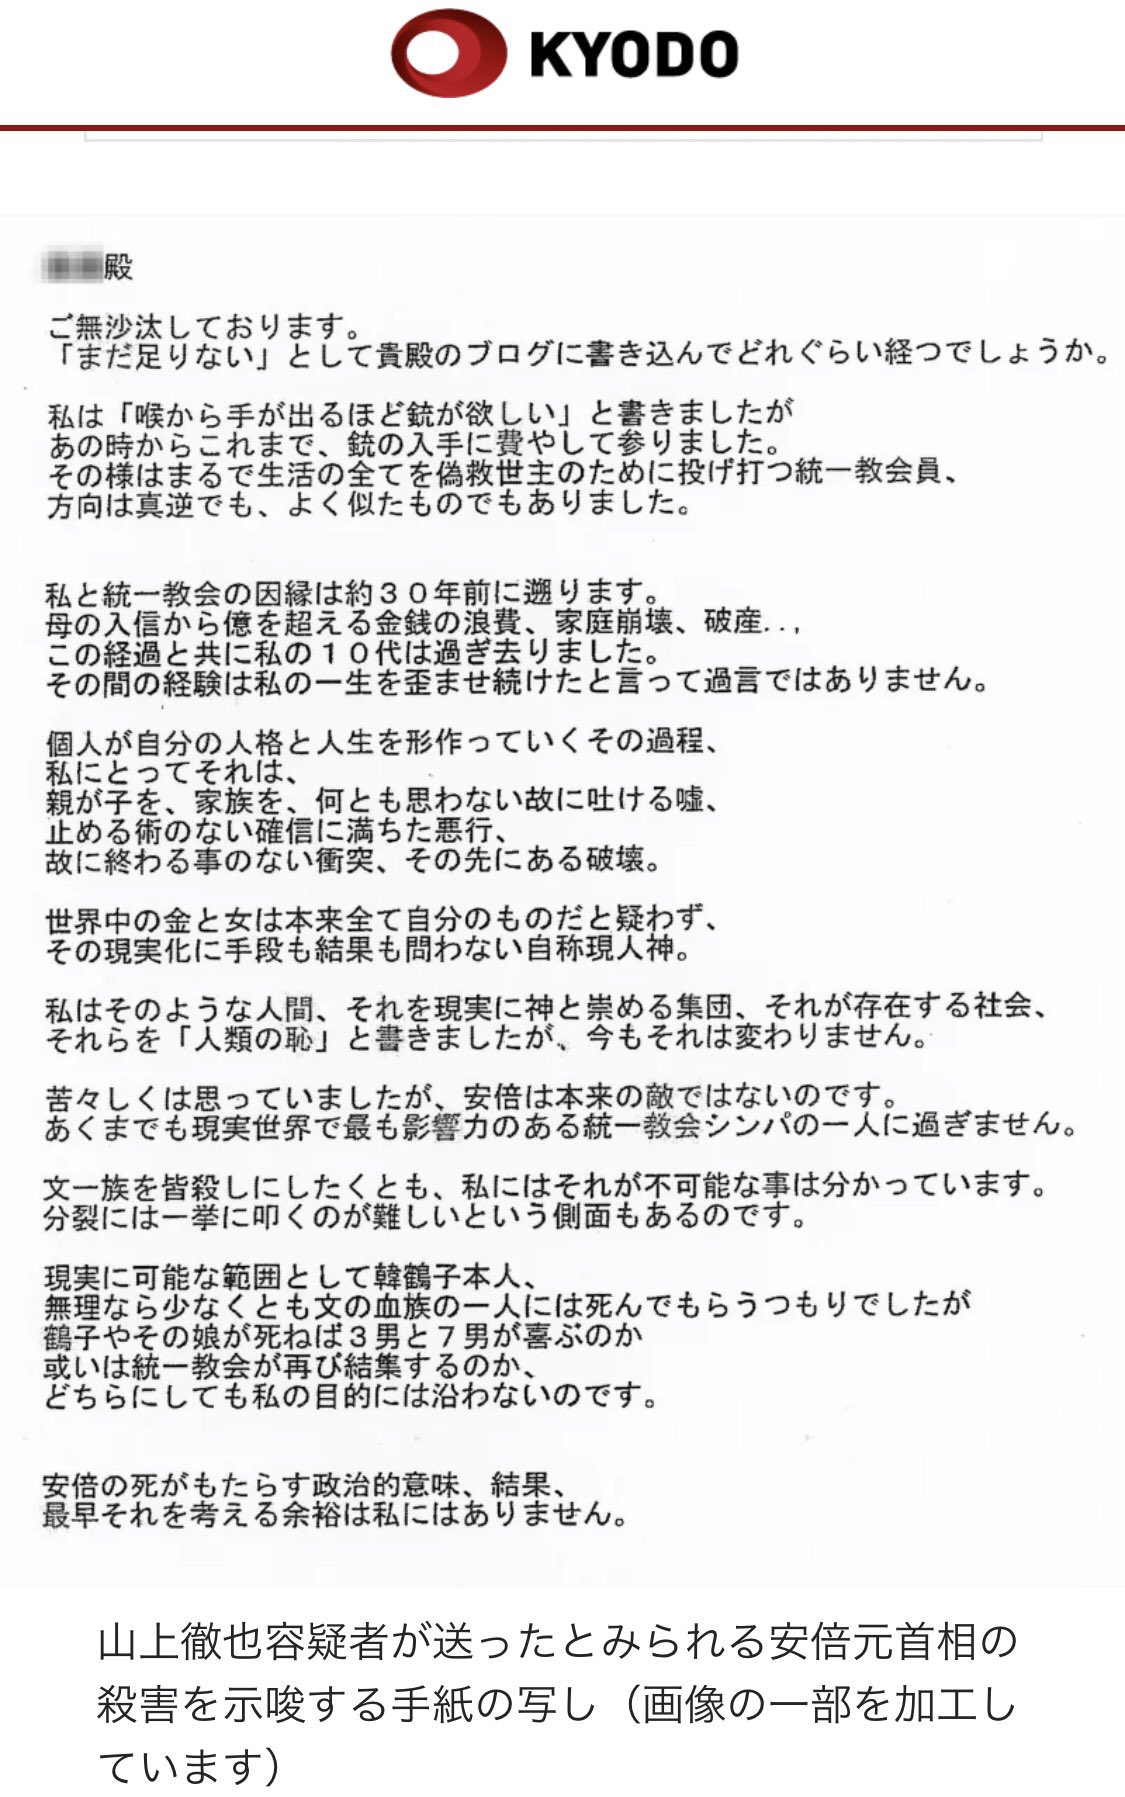 KYODO
殿
ご無沙汰しております。
「まだ足りない」として貴殿のブログに書き込んでどれぐらい経つでしょうか。
私は「喉から手が出るほど銃が欲しい」と書きましたが
あの時からこれまで、銃の入手に費やして参りました。
その様はまるで生活の全てを偽救世主のために投げ打つ統一教会員、
方向は真逆でも、よく似たものでもありました。
私と統一教会の因縁は約３０年前に遡ります。
母の入信から億を超える金銭の浪費、家庭崩壊、破産..,
この経過と共に私の１０代は過ぎ去りました。
その間の経験は私の一生を歪ませ続けたと言って過言ではありません。
個人が自分の人格と人生を形作っていくその過程、
私にとってそれは、
親が子を、家族を、何とも思わない故に吐ける嘘、
止める術のない確信に満ちた悪行、
故に終わる事のない衝突、その先にある破壊。
世界中の金と女は本来全て自分のものだと疑わず、
その現実化に手段も結果も問わない自称現人神。
私はそのような人間、それを現実に神と崇める集団、それが存在する社会、
それらを「人類の恥」と書きましたが、今もそれは変わりません。
苦々しくは思っていましたが、安倍は本来の敵ではないのです。
あくまでも現実世界で最も影響力のある統一教会シンパの一人に過ぎません。
文一族を皆殺しにしたくとも、私にはそれが不可能な事は分かっています。
分裂には一挙に叩くのが難しいという側面もあるのです。
現実に可能な範囲として韓鶴子本人、
無理なら少なくとも文の血族の一人には死んでもらうつもりでしたが
鶴子やその娘が死ねば３男と７男が喜ぶのか
或いは統一教会が再び結集するのか、
どちらにしても私の目的には沿わないのです。
安倍の死がもたらす政治的意味、結果、
最早それを考える余裕は私にはありません。
山上徹也容疑者が送ったとみられる安倍元首相の
殺害を示唆する手紙の写し（画像の一部を加工し
ています）